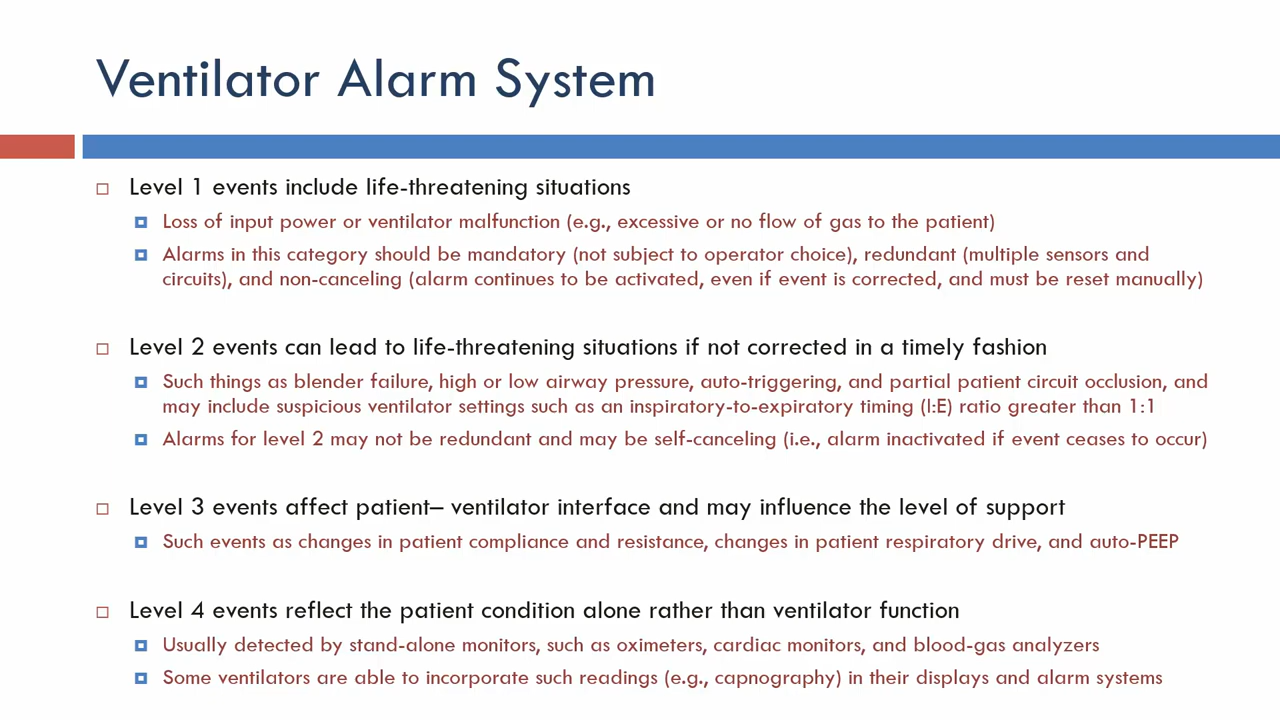 Ventilator Alarm System
Level 1 events include life-threatening situations
Loss of input power or ventilator malfunction (e.g., excessive or no flow of gas to the patient)
Alarms in this category should be mandatory (not subject to operator choice), redundant (multiple sensors and
circuits), and non-canceling (alarm continues to be activated, even if event is corrected, and must be reset manually)
Level 2 events can lead to life-threatening situations if not corrected in a timely fashion
Such things as blender failure, high or low airway pressure, auto-triggering, and partial patient circuit occlusion, and
may include suspicious ventilator settings such as an inspiratory-to-expiratory timing (I:E) ratio greater than 1:1
Alarms for level 2 may not be redundant and may be self-canceling (i.e., alarm inactivated if event ceases to occur)
Level 3 events affect patient– ventilator interface and may influence the level of support
Such events as changes in patient compliance and resistance, changes in patient respiratory drive, and auto-PEEP
Level 4 events reflect the patient condition alone rather than ventilator function
Usually detected by stand-alone monitors, such as oximeters, cardiac monitors, and blood-gas analyzers
Some ventilators are able to incorporate such readings (e.g., capnography) in their displays and alarm systems